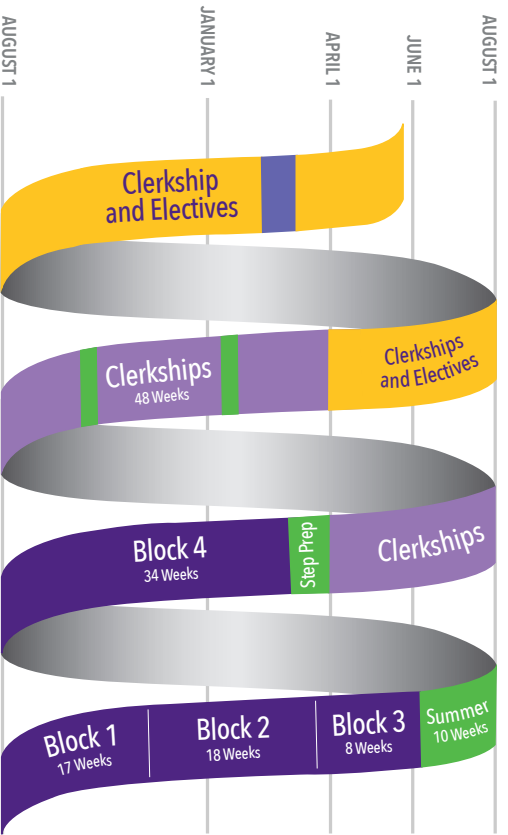 AUGUST 1
JANUARY 1
APRIL 1
JUNE 1
AUGUST 1
Clerkship
and Electives
Clerkships
48 Weeks
Clerkships
and Electives
Block 4
34 Weeks
Step Prep
Clerkships
Block 1
17 Weeks
Block 2
18 Weeks
Block 3
8 Weeks
Summer
10 Weeks